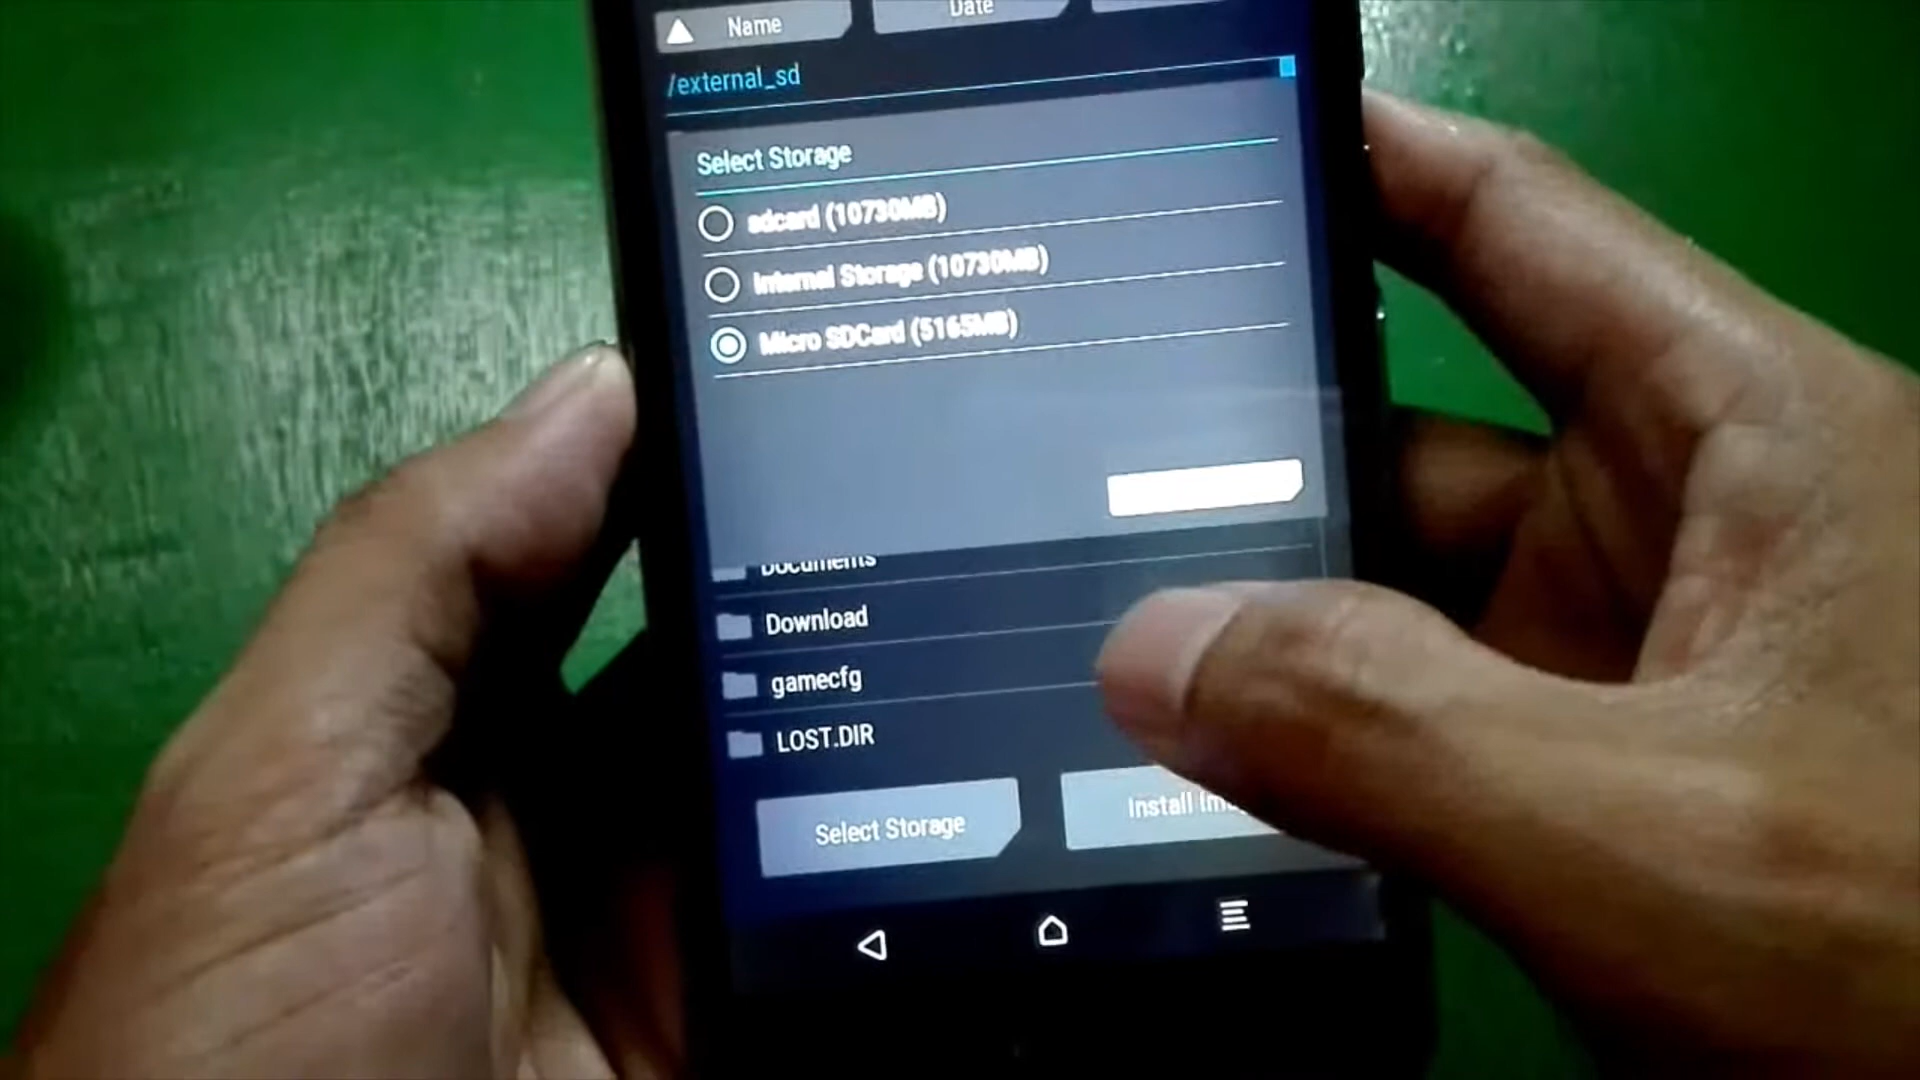 Name
Date
/external_sd
Select Storage
sdcard (10730MB)
Internal Storage (10730MB)
Micro SDCard (5165MB)
Documents
Download
gamecfg
LOST.DIR
Select Storage
Install